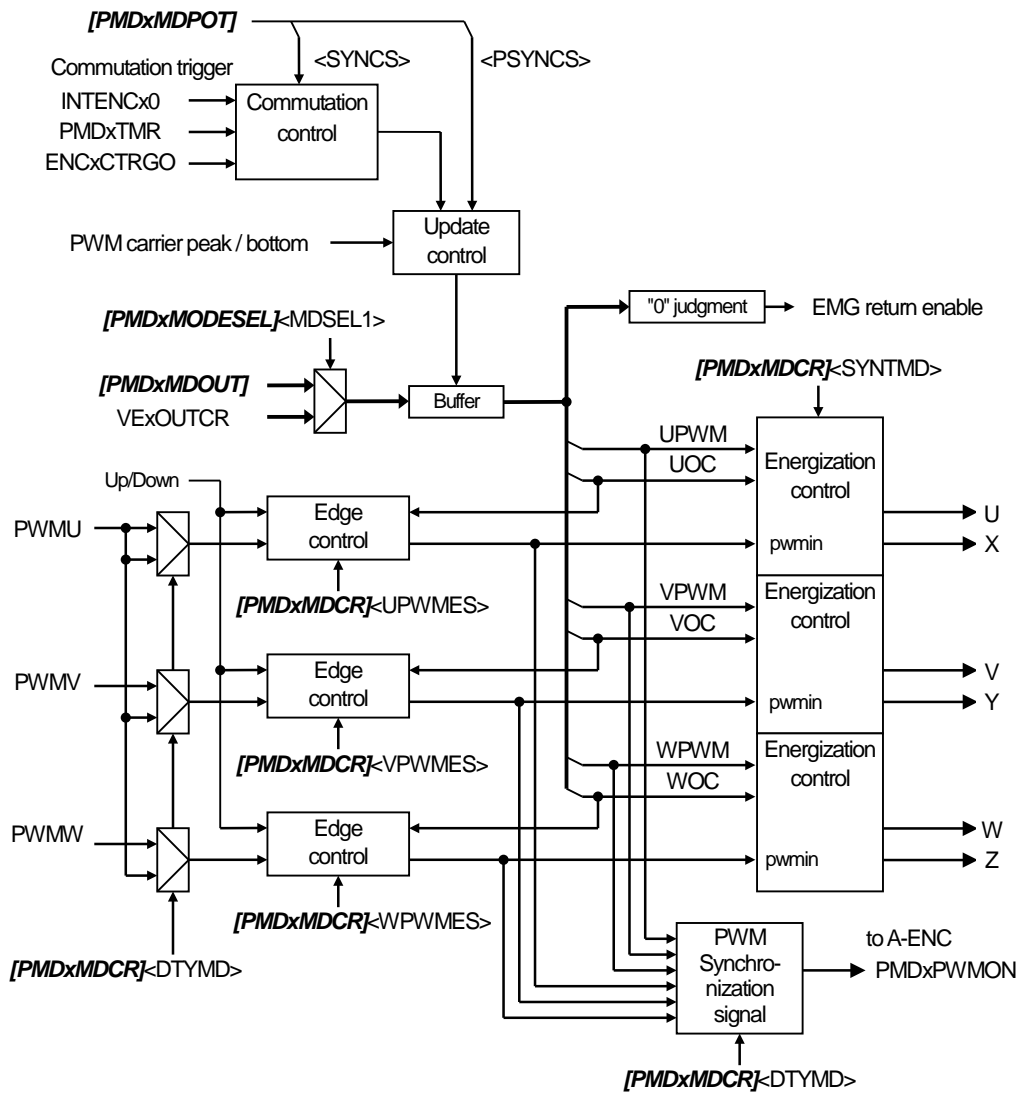 [PMDxMDPOT]
<SYNCS>
<PSYNCS>
Commutation trigger
INTENCx0
PMDxTMR
ENCxCTRGO
Commutation
control
Update
control
PWM carrier peak / bottom
"0" judgment
EMG return enable
[PMDxMODESEL]<MDSEL1>
[PMDxMDCR]<SYNTMD>
[PMDxMDOUT]
VExOUTCR
Buffer
UPWM
UOC
Energization
control
pwmin
U
X
Up/Down
PWMU
Edge
control
[PMDxMDCR]<UPWMES>
VPWM
VOC
Energization
control
pwmin
V
Y
PWMV
Edge
control
[PMDxMDCR]<VPWMES>
WPWM
WOC
Energization
control
pwmin
W
Z
PWMW
Edge
control
[PMDxMDCR]<WPWMES>
[PMDxMDCR]<DTYMD>
PWM
Synchro-
nization
signal
to A-ENC
PMDxPWMON
[PMDxMDCR]<DTYMD>